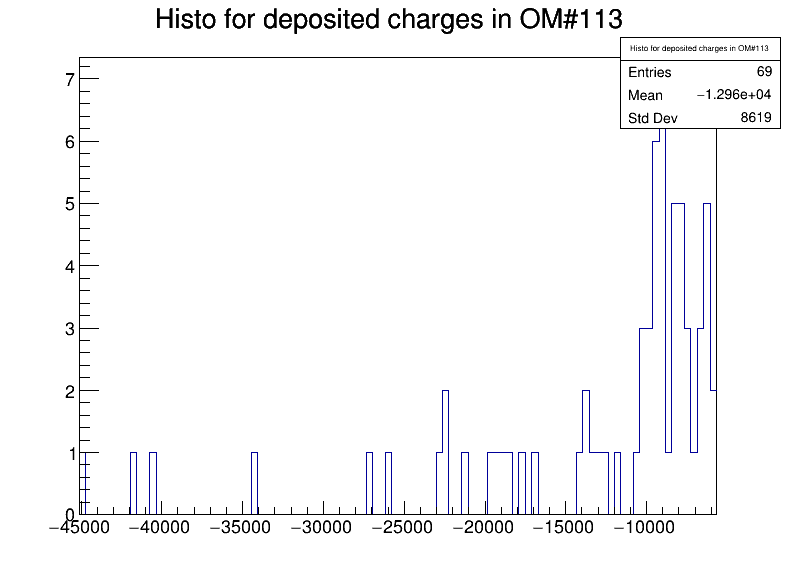 Histo for deposited charges in OM#113
Histo for deposited charges in OM#113
Entries 69
Mean −1.296e+04
Std Dev 8619
7
6
5
4
3
2
1
0
−45000 −40000 −35000 −30000 −25000 −20000 −15000 −10000